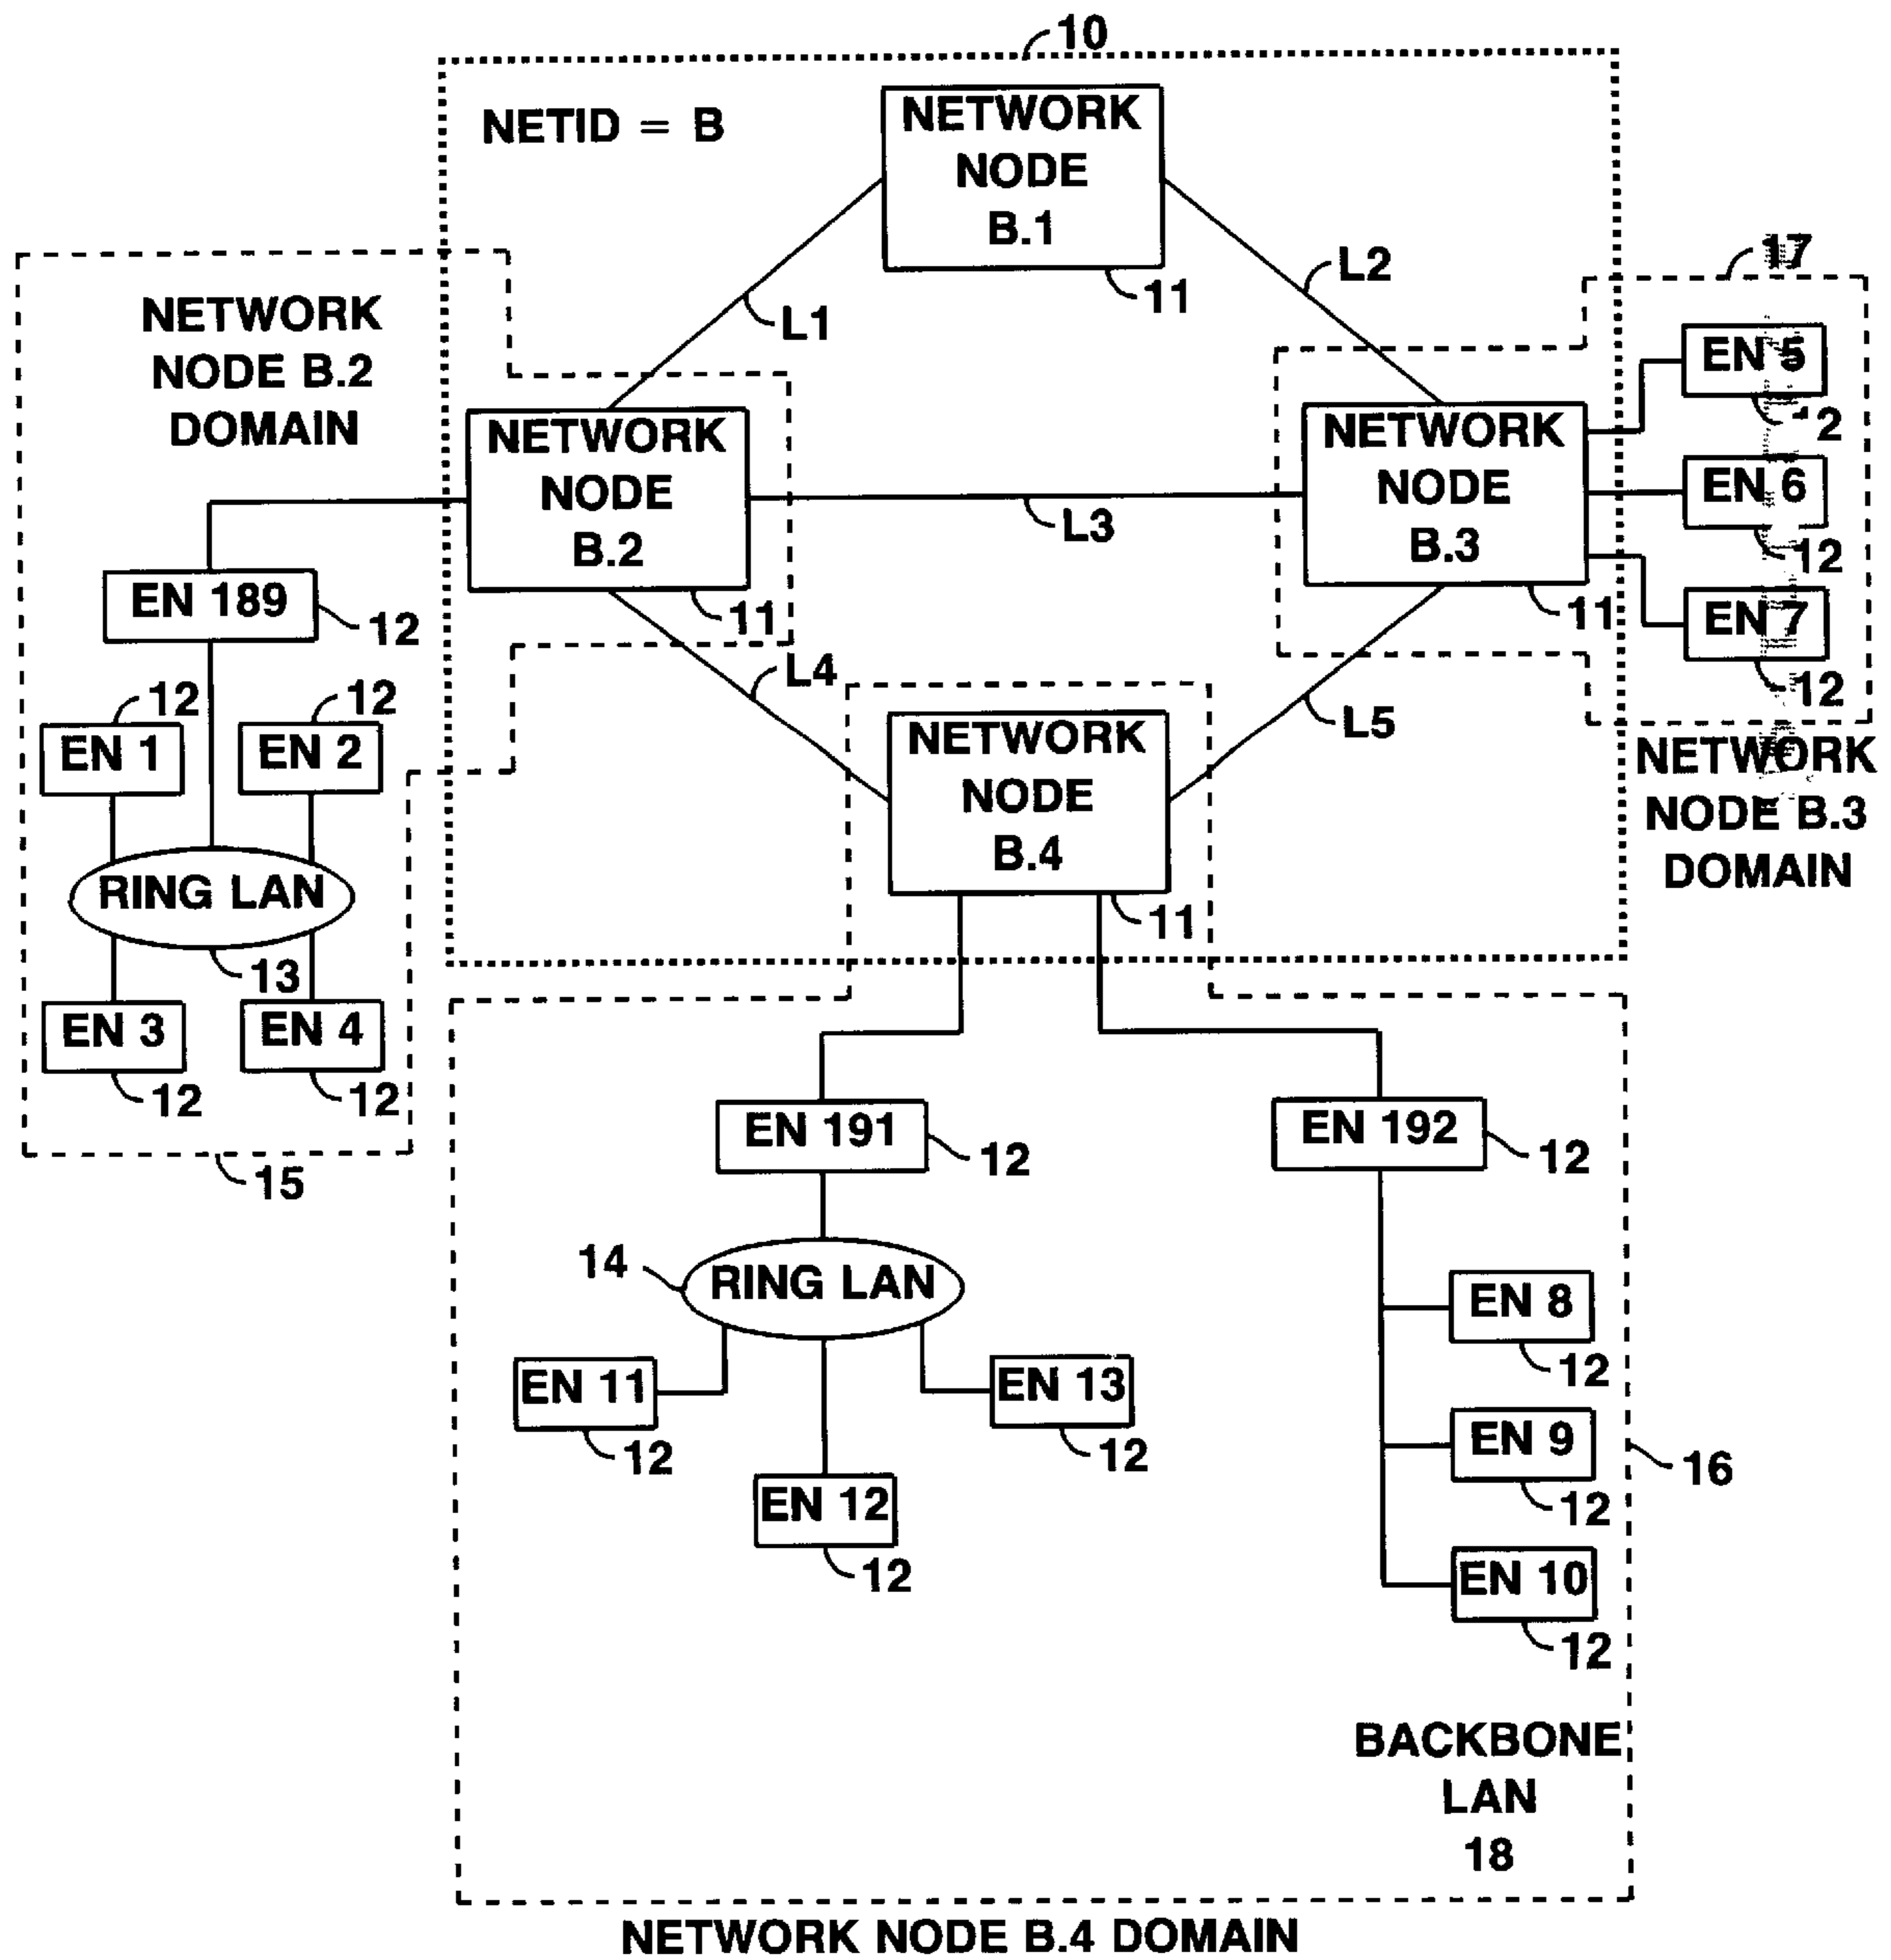 10
NETID = B
NETWORK
NODE
B.1
11
L1
L2
17
NETWORK
NODE B.2
DOMAIN
NETWORK
NODE
B.2
11
L3
NETWORK
NODE
B.3
11
EN 5
12
EN 6
12
EN 7
12
NETWORK
NODE B.3
DOMAIN
EN 189
12
12
12
EN 1
EN 2
RING LAN
13
EN 3
EN 4
12
12
15
L4
L5
NETWORK
NODE
B.4
11
EN 191
12
EN 192
12
14
RING LAN
EN 11
12
EN 13
12
EN 12
12
EN 8
12
EN 9
12
EN 10
12
16
BACKBONE
LAN
18
NETWORK NODE B.4 DOMAIN